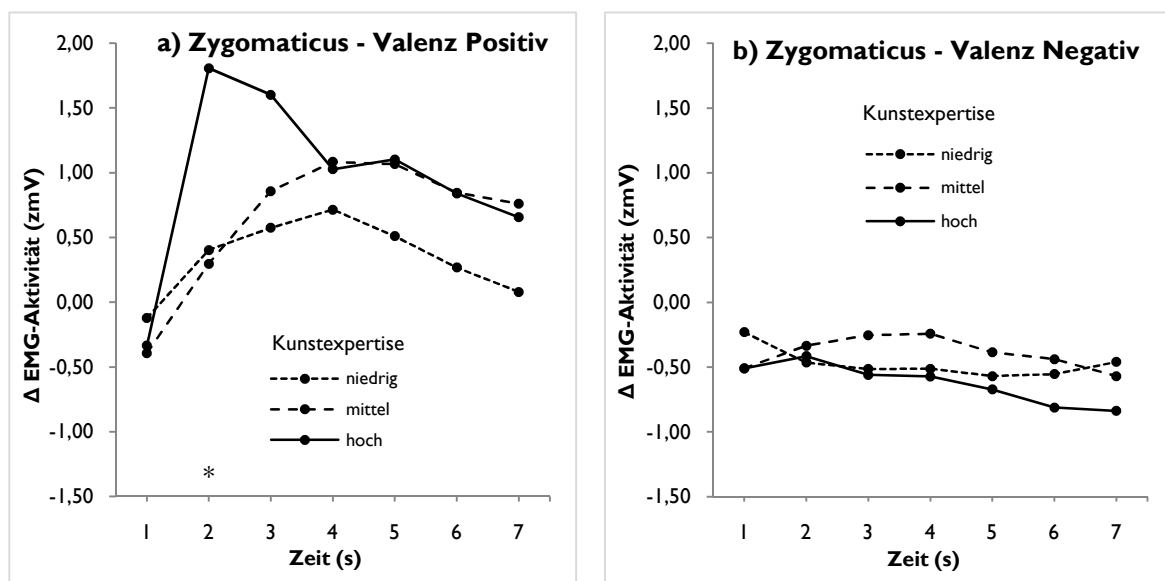 a) Zygomaticus - Valenz Positiv
Δ EMG-Aktivität (zmV)
2,00
1,50
1,00
0,50
0,00
-0,50
-1,00
-1,50
Kunstexpertise
niedrig
mittel
hoch
*
1 2 3 4 5 6 7
Zeit (s)
b) Zygomaticus - Valenz Negativ
Δ EMG-Aktivität (zmV)
2,00
1,50
1,00
0,50
0,00
-0,50
-1,00
-1,50
Kunstexpertise
niedrig
mittel
hoch
1 2 3 4 5 6 7
Zeit (s)